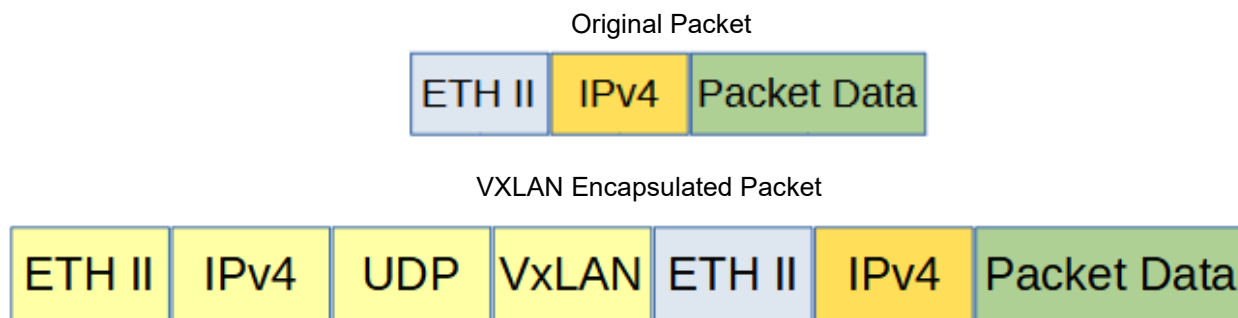 Original Packet
ETH II IPv4 Packet Data
VXLAN Encapsulated Packet
ETH II IPv4 UDP VxLAN ETH II IPv4 Packet Data